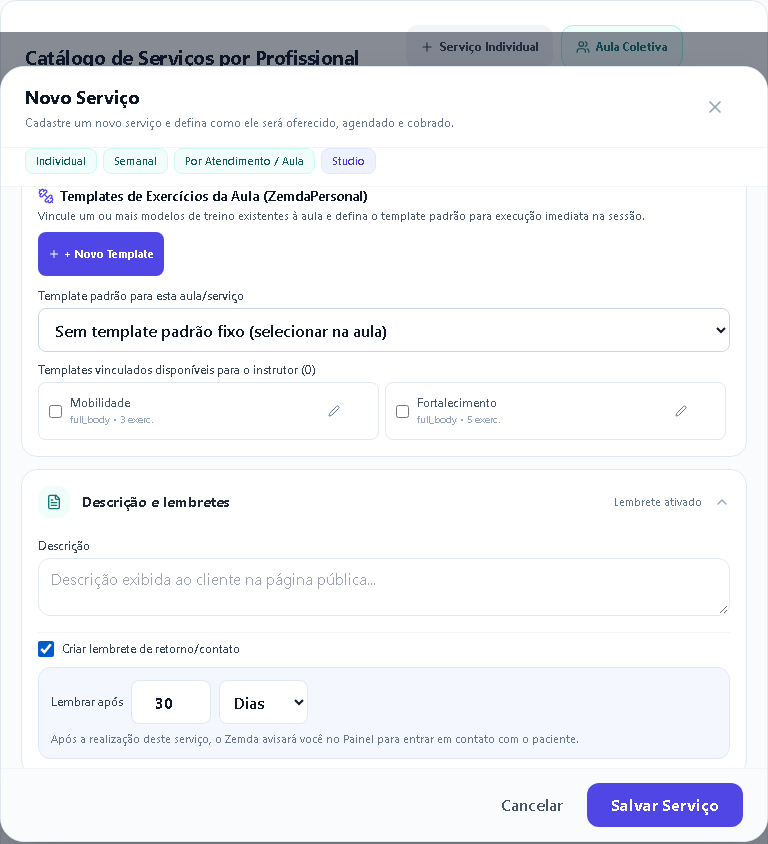 Catálogo de Serviços por Profissional
+ Serviço Individual
Aula Coletiva
Novo Serviço
Cadastre um novo serviço e defina como ele será oferecido, agendado e cobrado.
Individual
Semanal
Por Atendimento / Aula
Studio
Templates de Exercícios da Aula (ZemdaPersonal)
Vincule um ou mais modelos de treino existentes à aula e defina o template padrão para execução imediata na sessão.
+ + Novo Template
Template padrão para esta aula/serviço
Sem template padrão fixo (selecionar na aula)
Templates vinculados disponíveis para o instrutor (0)
Mobilidade
full_body • 3 exerc.
Fortalecimento
full_body • 5 exerc.
Descrição e lembretes
Lembrete ativado
Descrição
Descrição exibida ao cliente na página pública...
Criar lembrete de retorno/contato
Lembrar após
30
Dias
Após a realização deste serviço, o Zemda avisará você no Painel para entrar em contato com o paciente.
Cancelar
Salvar Serviço